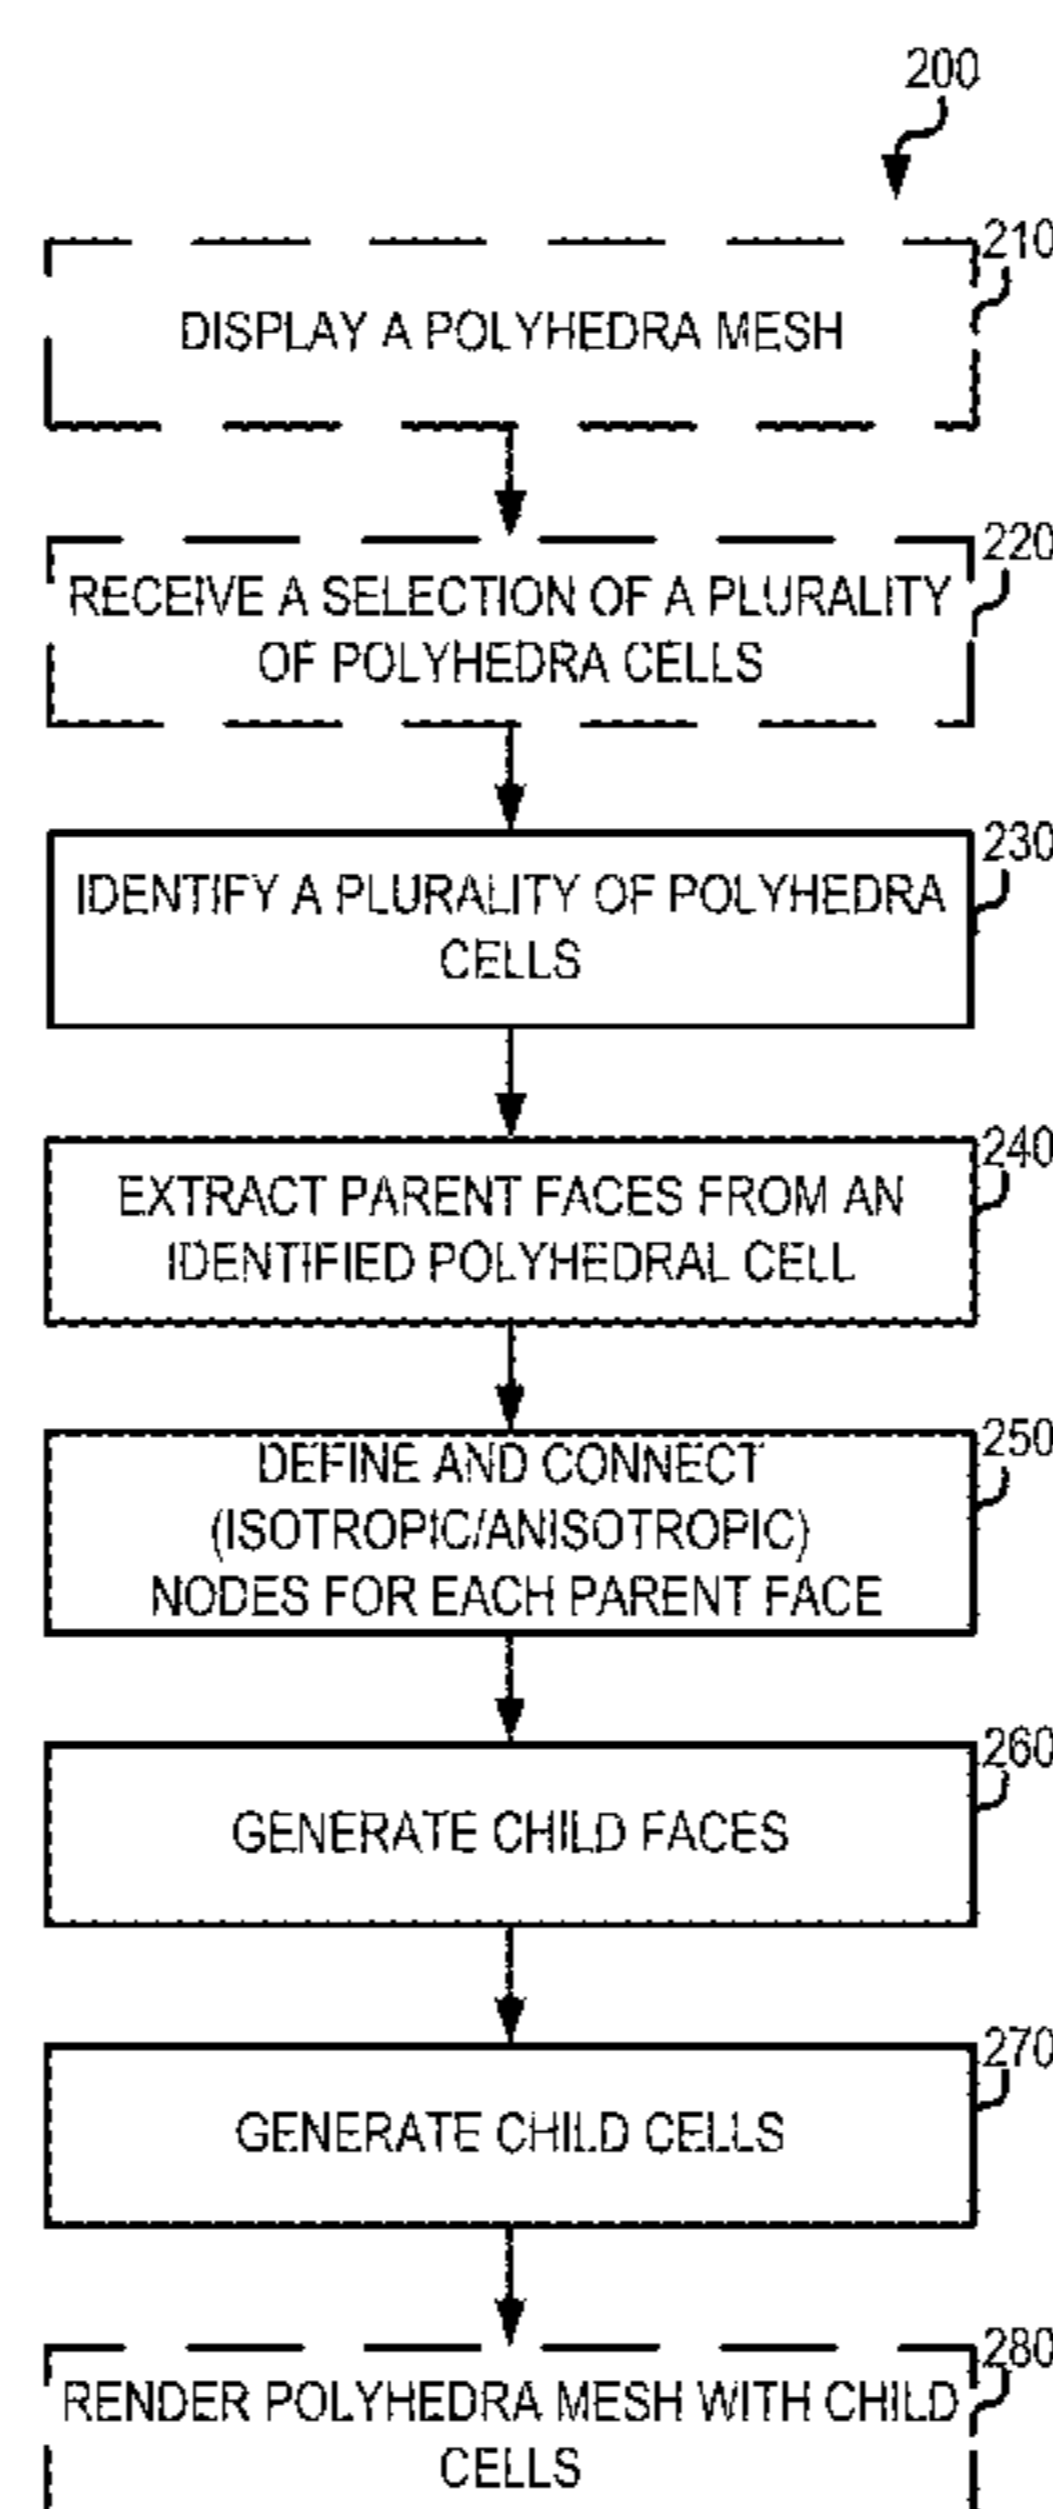 200
210
DISPLAY A POLYHEDRA MESH
220
RECEIVE A SELECTION OF A PLURALITY
OF POLYHEDRA CELLS
230
IDENTIFY A PLURALITY OF POLYHEDRA
CELLS
240
EXTRACT PARENT FACES FROM AN
IDENTIFIED POLYHEDRAL CELL
250
DEFINE AND CONNECT
(ISOTROPIC/ANISOTROPIC)
NODES FOR EACH PARENT FACE
260
GENERATE CHILD FACES
270
GENERATE CHILD CELLS
280
RENDER POLYHEDRA MESH WITH CHILD
CELLS